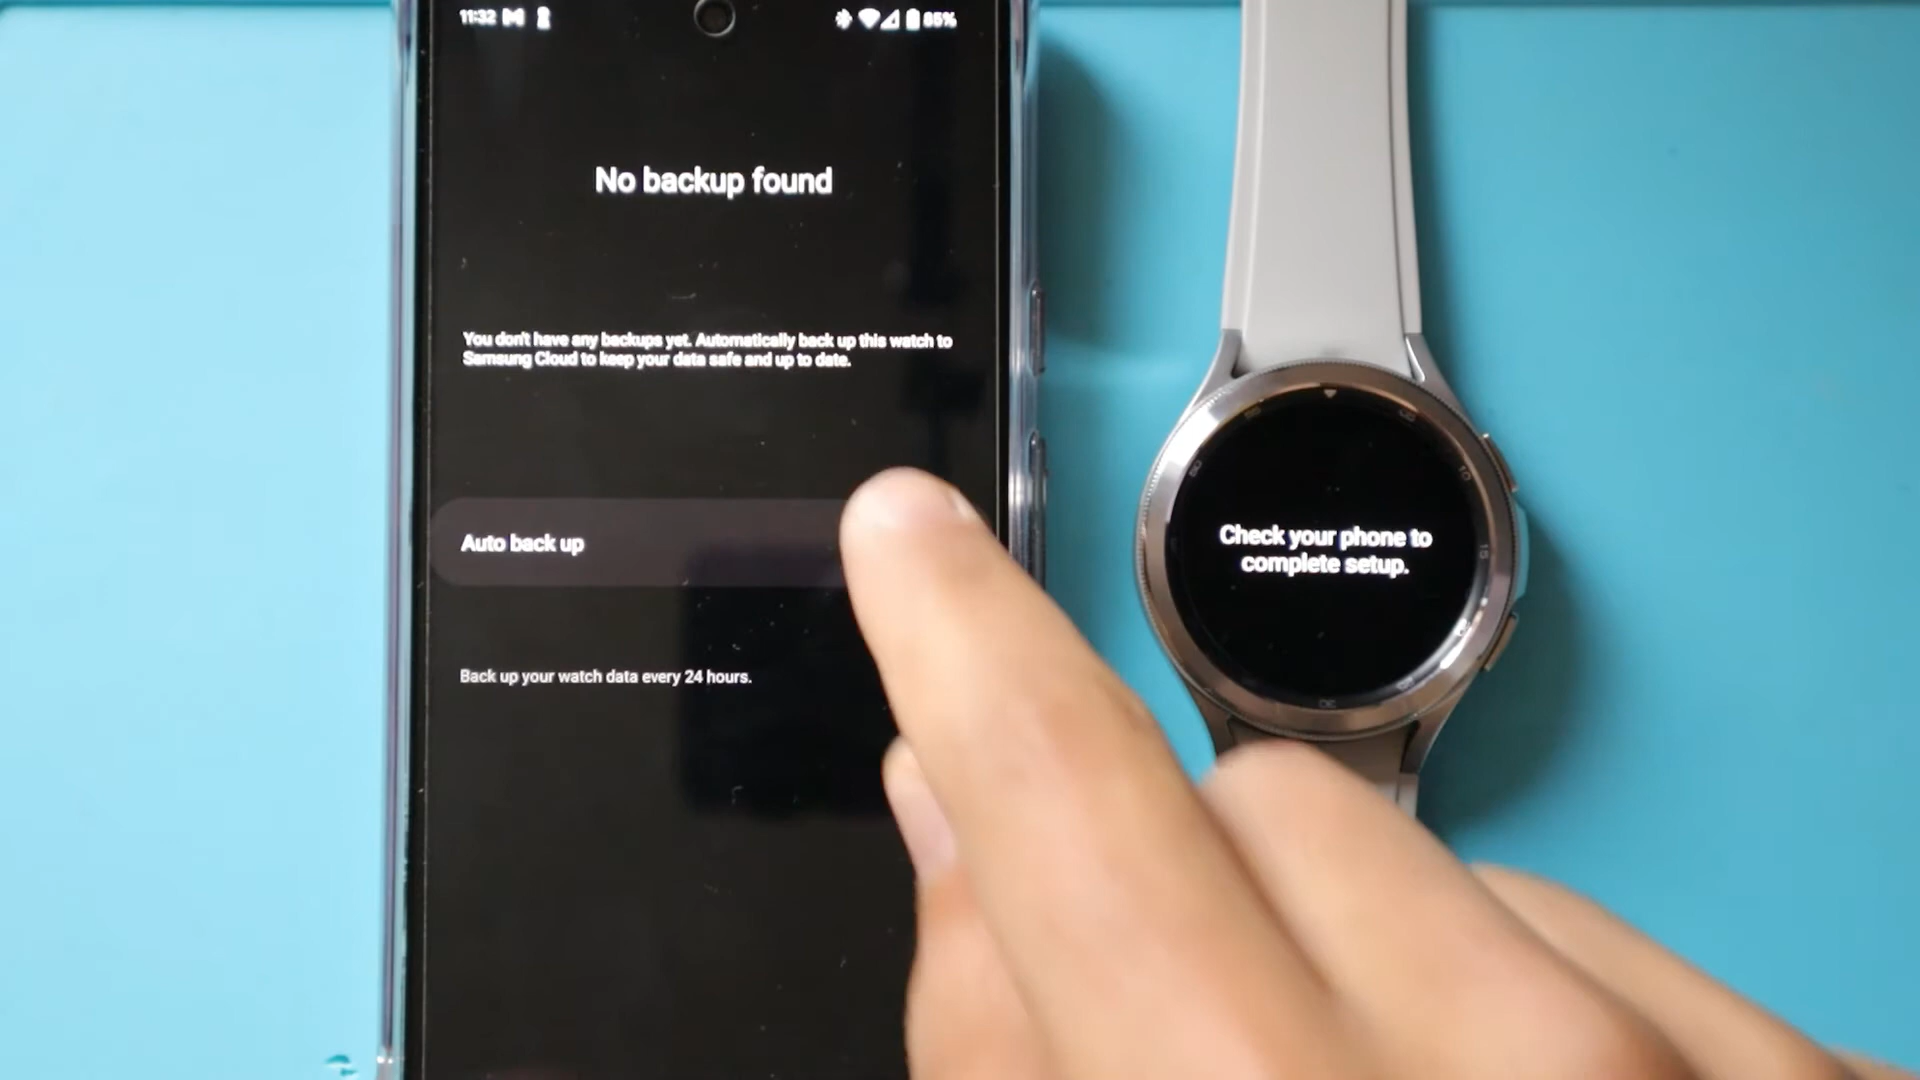 11:32
85%
No backup found
You don't have any backups yet. Automatically back up this watch to
Samsung Cloud to keep your data safe and up to date.
Auto back up
Back up your watch data every 24 hours.
Check your phone to
complete setup.